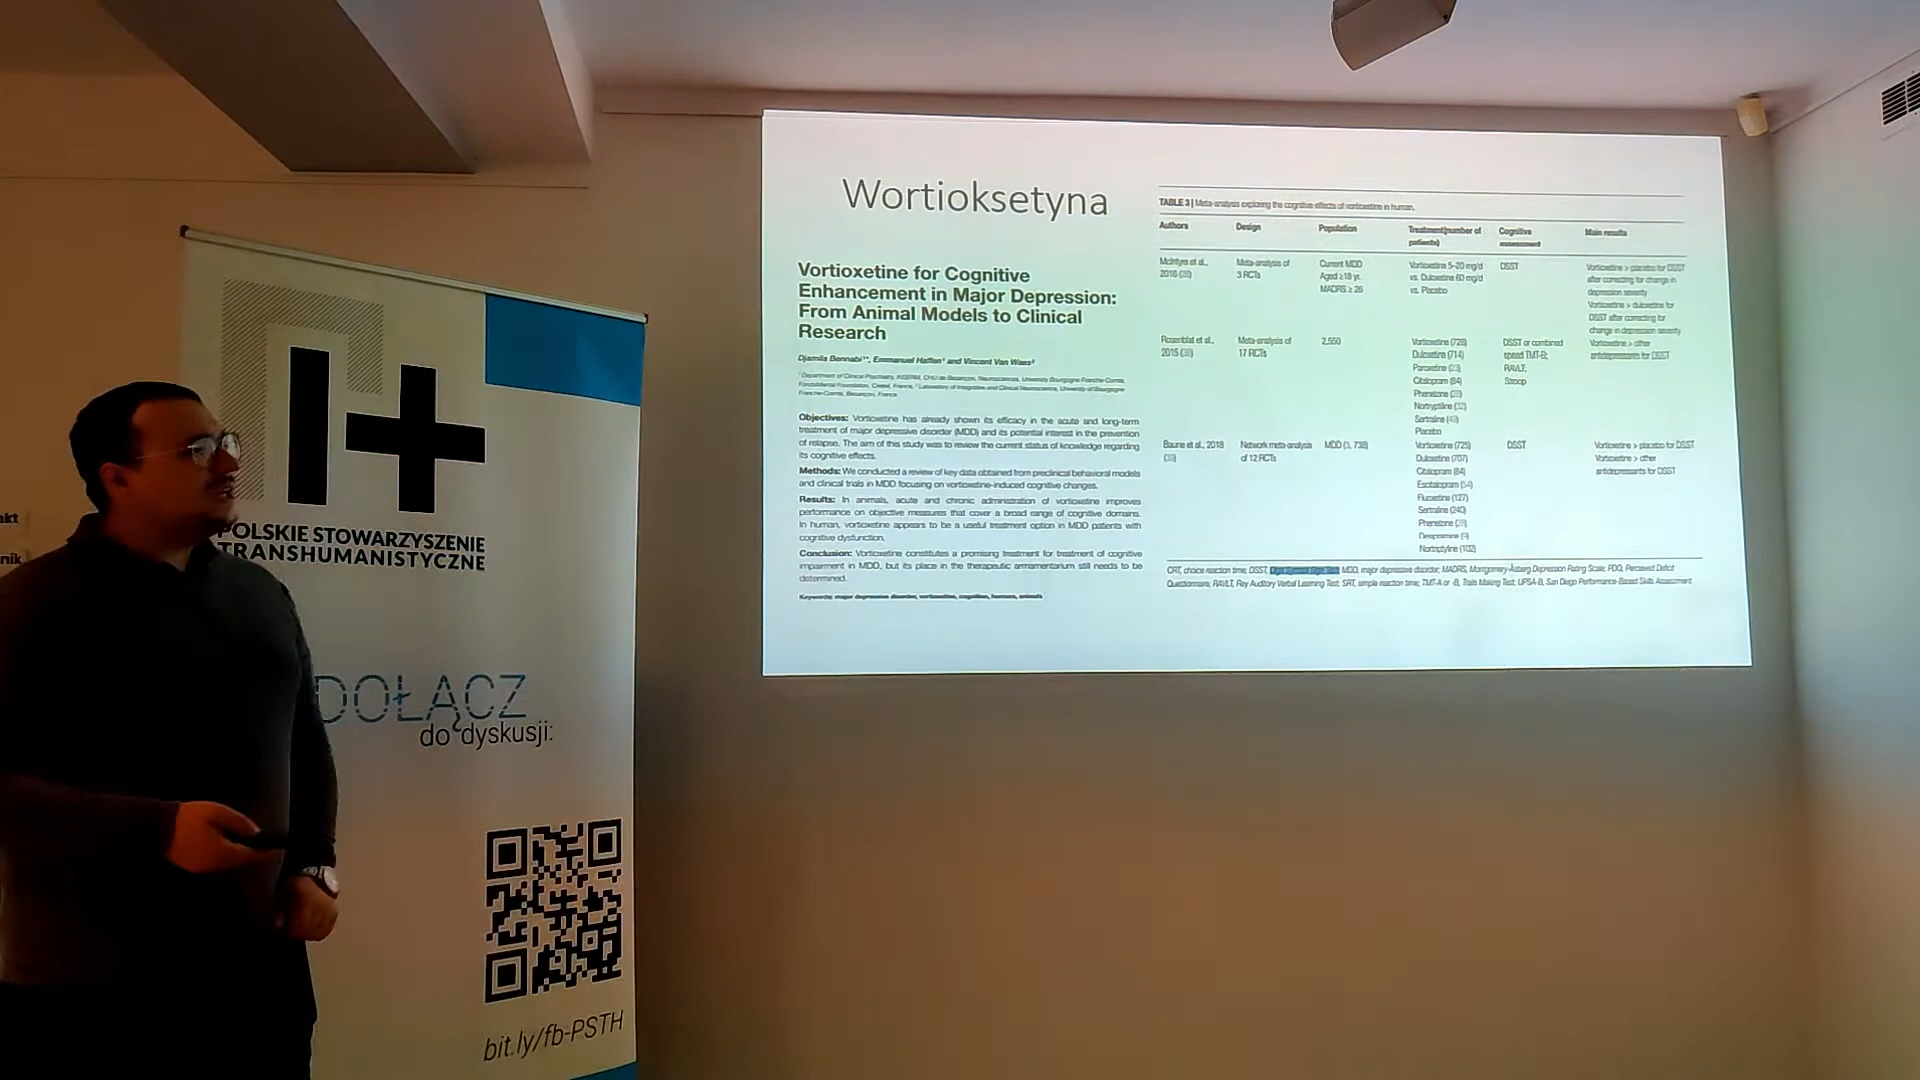 akt
nik
H+
POLSKIE STOWARZYSZENIE
TRANSHUMANISTYCZNE
DOŁĄCZ
do dyskusji:
bit.ly/fb-PSTH
Wortioksetyna
Vortioxetine for Cognitive
Enhancement in Major Depression:
From Animal Models to Clinical
Research
Djamila Bennabi, Emmanuel Haffen and Vincent Van Waes
Objectives: Vortioxetine has already shown its efficacy in the acute and long-term
treatment of major depressive disorder (MDD) and its potential interest in the prevention
of relapse. The aim of this study was to review the current status of knowledge regarding
its cognitive effects.
Methods: We conducted a review of key data obtained from preclinical behavioral models
and clinical trials in MDD focusing on vortioxetine-induced cognitive changes.
Results: In animals, acute and chronic administration of vortioxetine improves
performance on objective measures that cover a broad range of cognitive domains.
In human, vortioxetine appears to be a useful treatment option in MDD patients with
cognitive dysfunction.
Conclusion: Vortioxetine constitutes a promising treatment for treatment of cognitive
impairment in MDD, but its place in the therapeutic armamentarium still needs to be
determined.
Keywords: major depressive disorder, vortioxetine, cognition, humans, animals
TABLE 3 | Meta-analysis exploring the cognitive effects of vortioxetine in human.
Authors Design Population Treatment(number of patients) Cognitive assessment Main results
McIntyre et al., 2016 (28)
Meta-analysis of 3 RCTs
Current MDD
Aged ≥18 yr.
MADRS ≥ 26
Vortioxetine 5–20 mg/d
vs. Duloxetine 60 mg/d
vs. Placebo
DSST
Vortioxetine > placebo for DSST
after correcting for change in
depression severity
Vortioxetine > duloxetine for
DSST after correcting for
change in depression severity
Rosenblat et al., 2015
Meta-analysis of 17 RCTs
2,550
Vortioxetine (728)
Duloxetine (714)
Paroxetine (23)
Citalopram (84)
Phenelzine (28)
Nortryptiline (32)
Sertraline (49)
Placebo
DSST or combined
speed TMT-B;
RAVLT;
Stroop
Vortioxetine > other
antidepressants for DSST
Baune et al., 2018
Network meta-analysis
of 12 RCTs
MDD (3, 738)
Vortioxetine (725)
Duloxetine (707)
Citalopram (84)
Escitalopram (54)
Fluoxetine (127)
Sertraline (240)
Phenelzine (28)
Desipramine
Nortriptyline (102)
DSST
Vortioxetine > placebo for DSST
Vortioxetine > other
antidepressants for DSST
CRT, choice reaction time; DSST, MDD, major depressive disorder; MADRS, Montgomery-Åsberg Depression Rating Scale; PDQ, Perceived Deficit
Questionnaire; RAVLT, Rey Auditory Verbal Learning Test; SRT, simple reaction time; TMT-A or -B, Trails Making Test; UPSA-B, San Diego Performance-Based Skills Assessment